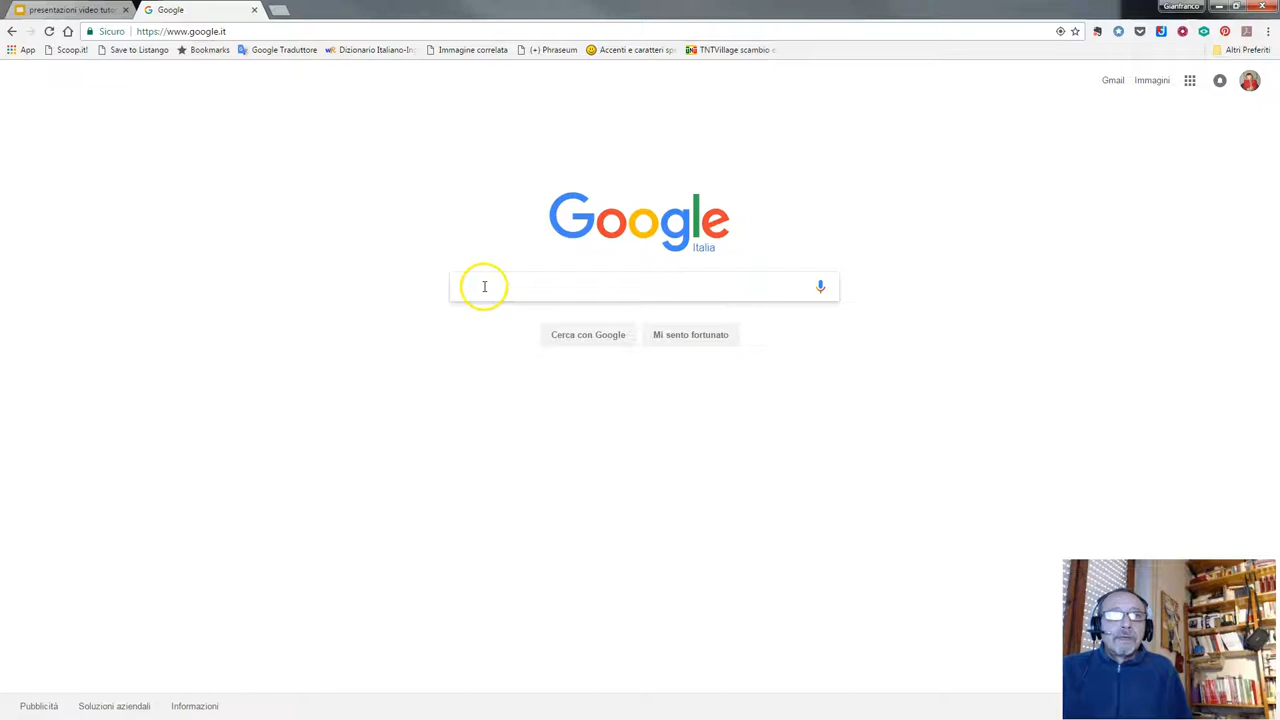 presentazioni video tutor
Google
Gianfranco
Sicuro
https://www.google.it
App
Scoop.it!
Save to Listango
Bookmarks
Google Traduttore
Dizionario Italiano-In
Immagine correlata
(+) Phraseum
Accenti e caratteri sp
TNTVillage scambio e
Altri Preferiti
Gmail
Immagini
Google
Italia
Cerca con Google
Mi sento fortunato
Pubblicità
Soluzioni aziendali
Informazioni